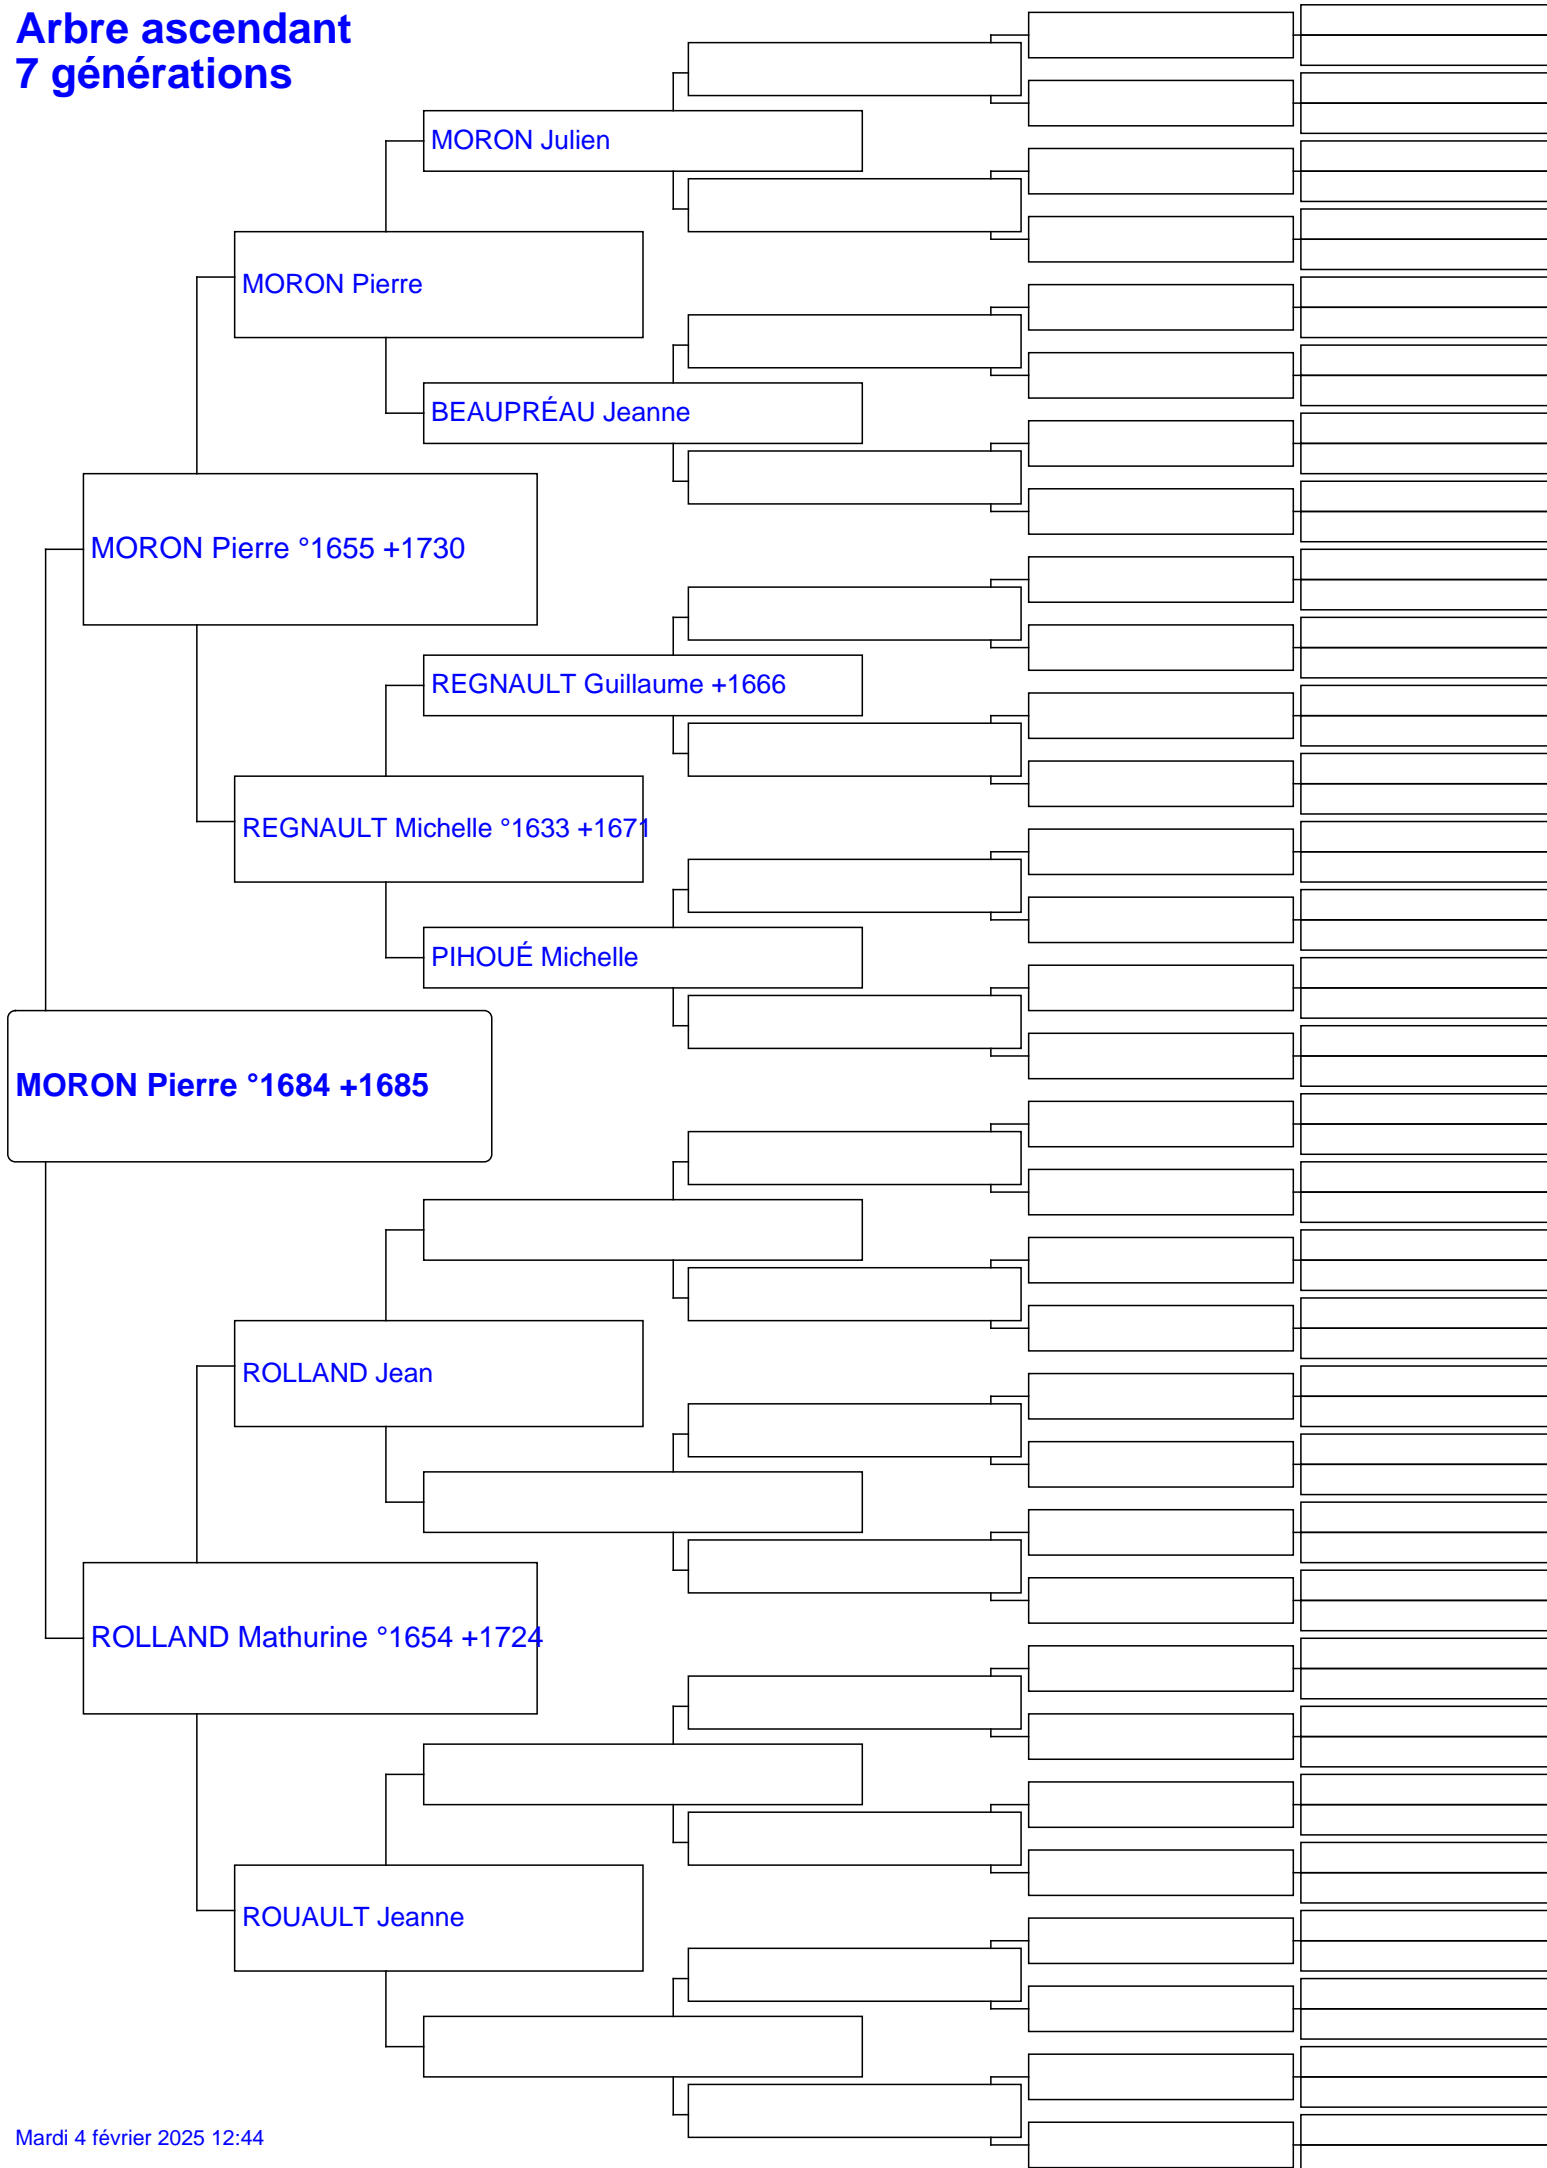 Arbre ascendant
7 générations
MORON Julien
MORON Pierre
BEAUPRÉAU Jeanne
MORON Pierre °1655 +1730
REGNAULT Guillaume +1666
REGNAULT Michelle °1633 +1671
PIHOUÉ Michelle
MORON Pierre °1684 +1685
ROLLAND Jean
ROLLAND Mathurine °1654 +1724
ROUAULT Jeanne
Mardi 4 février 2025 12:44